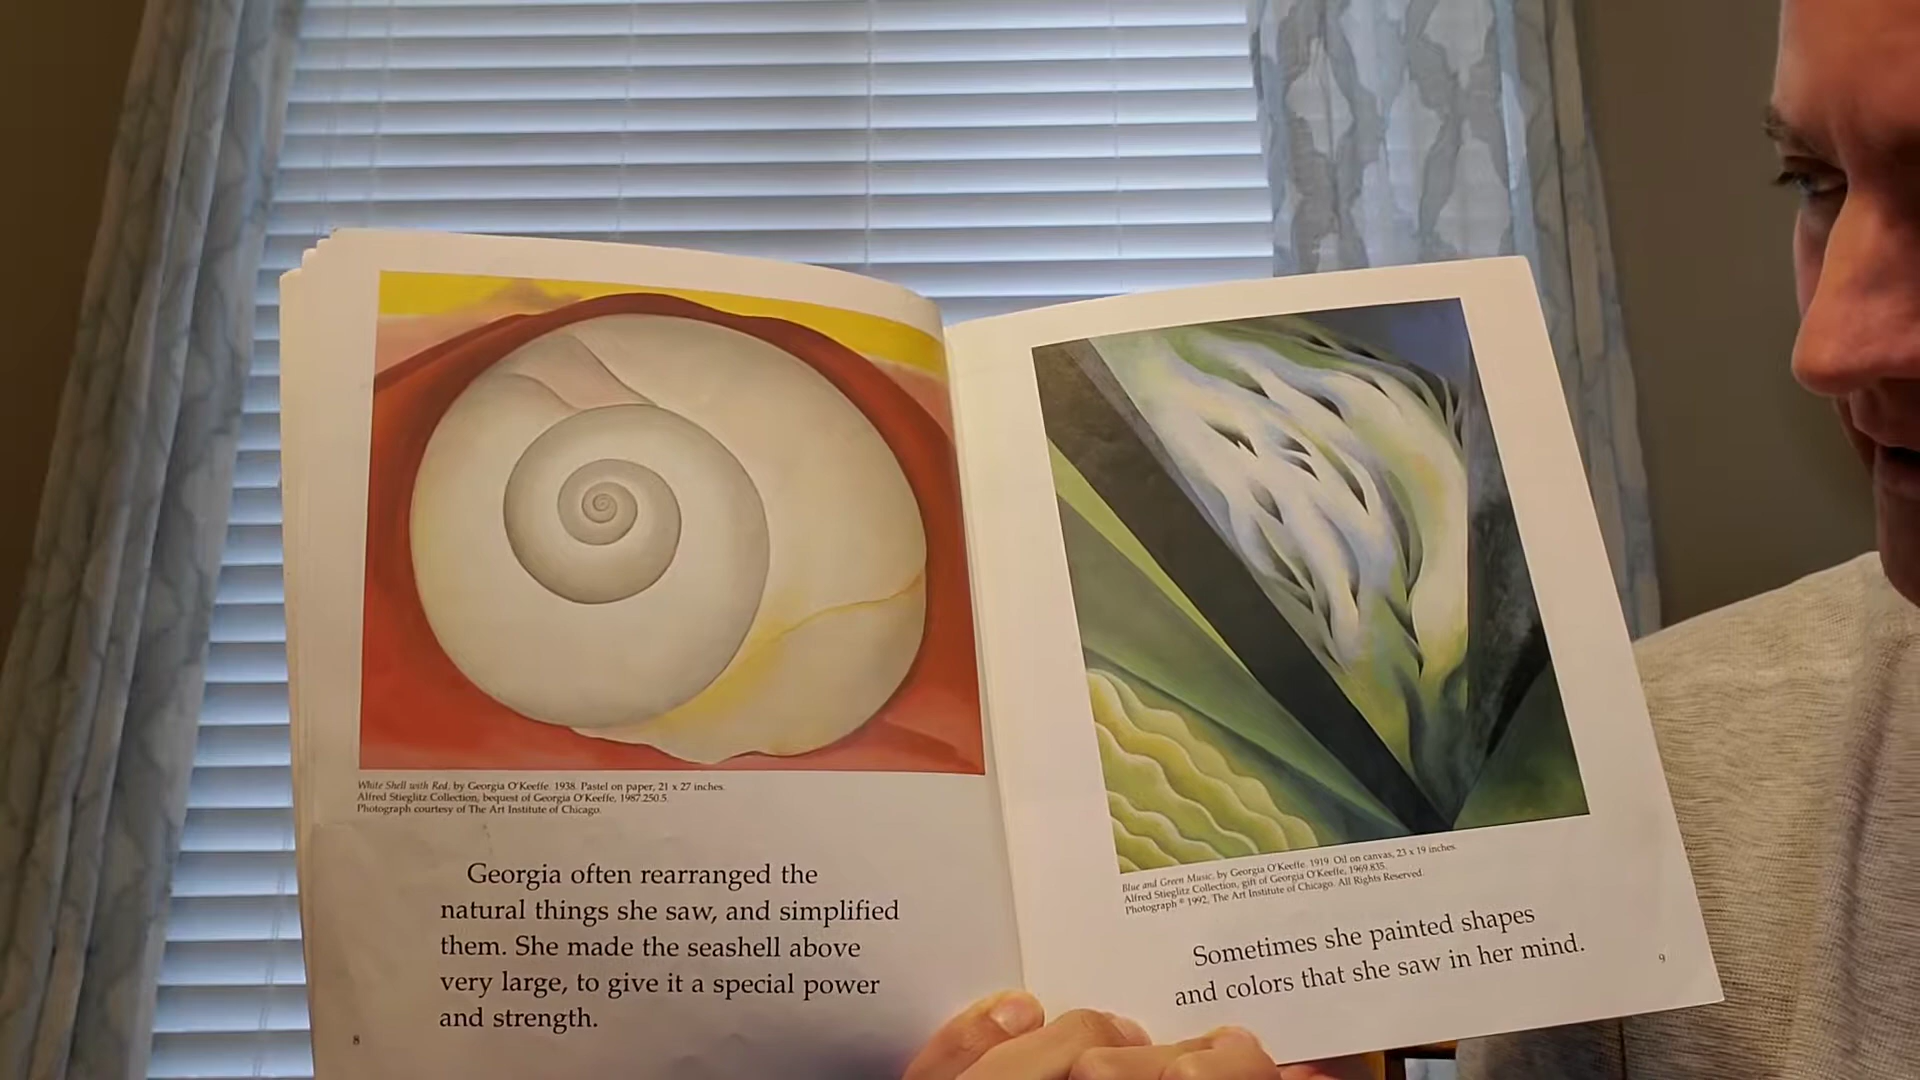 White Shell with Red, by Georgia O'Keeffe. 1938. Pastel on paper, 21 x 27 inches.
Alfred Stieglitz Collection, bequest of Georgia O'Keeffe, 1987.250.5.
Photograph courtesy of The Art Institute of Chicago.
Georgia often rearranged the
natural things she saw, and simplified
them. She made the seashell above
very large, to give it a special power
and strength.
8
Blue and Green Music, by Georgia O'Keeffe. 1919. Oil on canvas, 23 x 19 inches.
Alfred Stieglitz Collection, gift of Georgia O'Keeffe, 1969.835.
Photograph © 1992, The Art Institute of Chicago. All Rights Reserved.
Sometimes she painted shapes
and colors that she saw in her mind.
9